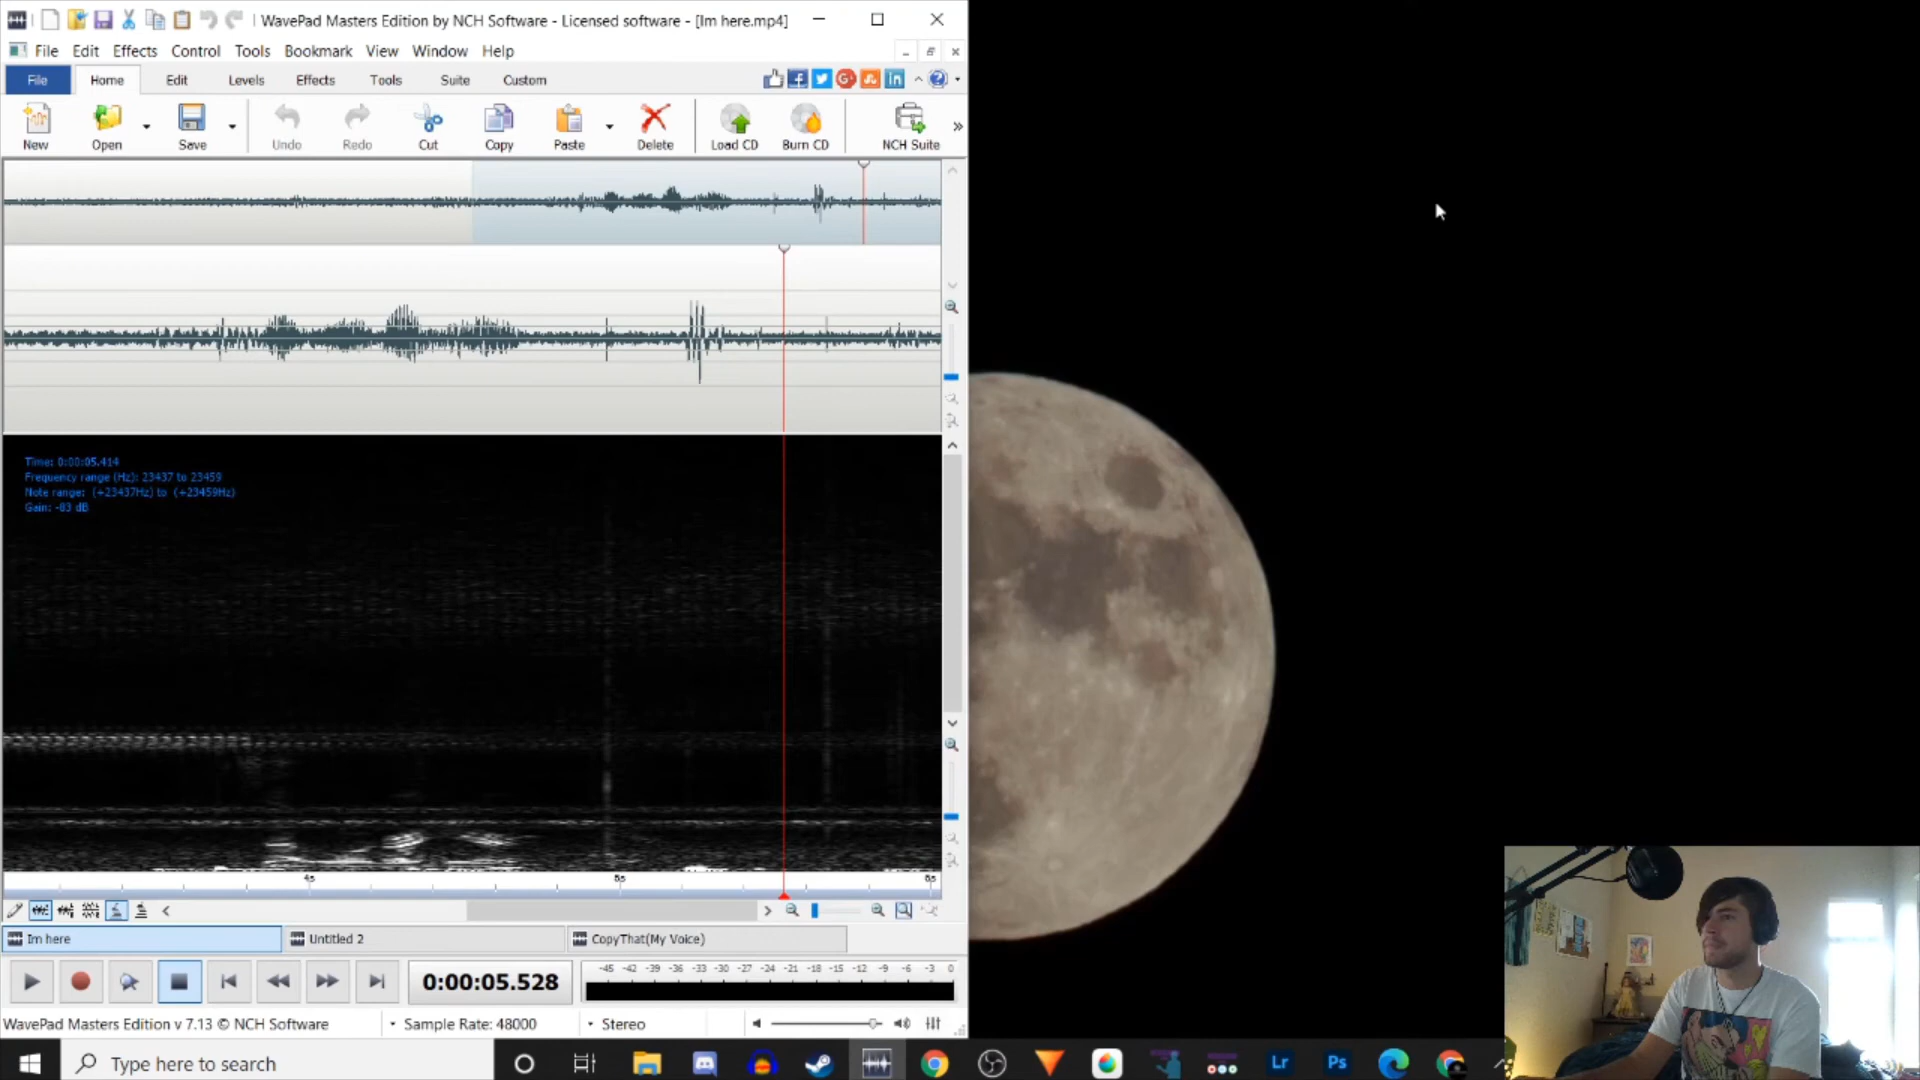 WavePad Masters Edition by NCH Software - Licensed software - [Im here.mp4]
File Edit Effects Control Tools Bookmark View Window Help
File Home Edit Levels Effects Tools Suite Custom
New Open Save Undo Redo Cut Copy Paste Delete Load CD Burn CD NCH Suite
Time: 0:00:05.414
Frequency range (Hz): 23437 to 23459
Note range: (+23437Hz) to (+23459Hz)
Gain: -83 dB
Im here Untitled 2 CopyThat(My Voice)
0:00:05.528
-45 -42 -39 -36 -33 -30 -27 -24 -21 -18 -15 -12 -9 -6 -3 0
WavePad Masters Edition v 7.13 © NCH Software Sample Rate: 48000 Stereo
Type here to search
Lr Ps